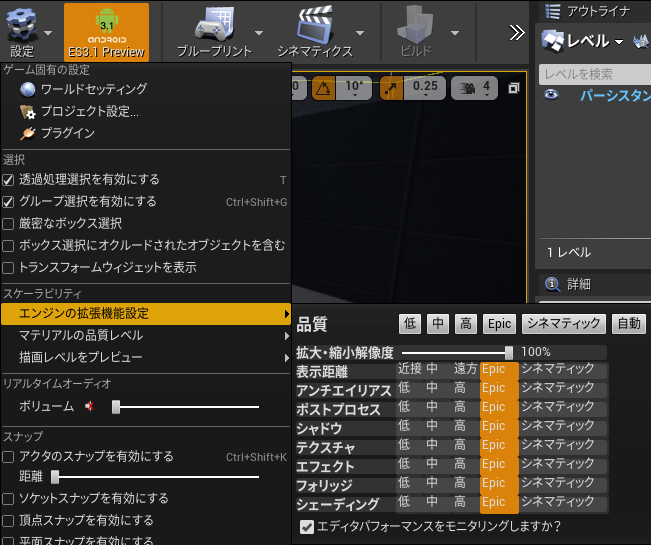 3.1
ANDROID
設定
ES3.1 Preview
ブループリント
シネマティクス
ビルド
アウトライナ
レベル
レベルを検索
パーシスタン
1 レベル
詳細
0
10°
0.25
4
ゲーム固有の設定
ワールドセッティング
プロジェクト設定...
プラグイン
選択
透過処理選択を有効にする T
グループ選択を有効にする Ctrl+Shift+G
厳密なボックス選択
ボックス選択にオクルードされたオブジェクトを含む
トランスフォームウィジェットを表示
スケーラビリティ
エンジンの拡張機能設定
マテリアルの品質レベル
描画レベルをプレビュー
リアルタイムオーディオ
ボリューム
スナップ
アクタのスナップを有効にする Ctrl+Shift+K
距離
ソケットスナップを有効にする
頂点スナップを有効にする
平面スナップを有効にする
品質 低 中 高 Epic シネマティック 自動
拡大・縮小解像度 100%
表示距離 近接 中 遠方 Epic シネマティック
アンチエイリアス 低 中 高 Epic シネマティック
ポストプロセス 低 中 高 Epic シネマティック
シャドウ 低 中 高 Epic シネマティック
テクスチャ 低 中 高 Epic シネマティック
エフェクト 低 中 高 Epic シネマティック
フォリッジ 低 中 高 Epic シネマティック
シェーディング 低 中 高 Epic シネマティック
エディタパフォーマンスをモニタリングしますか?